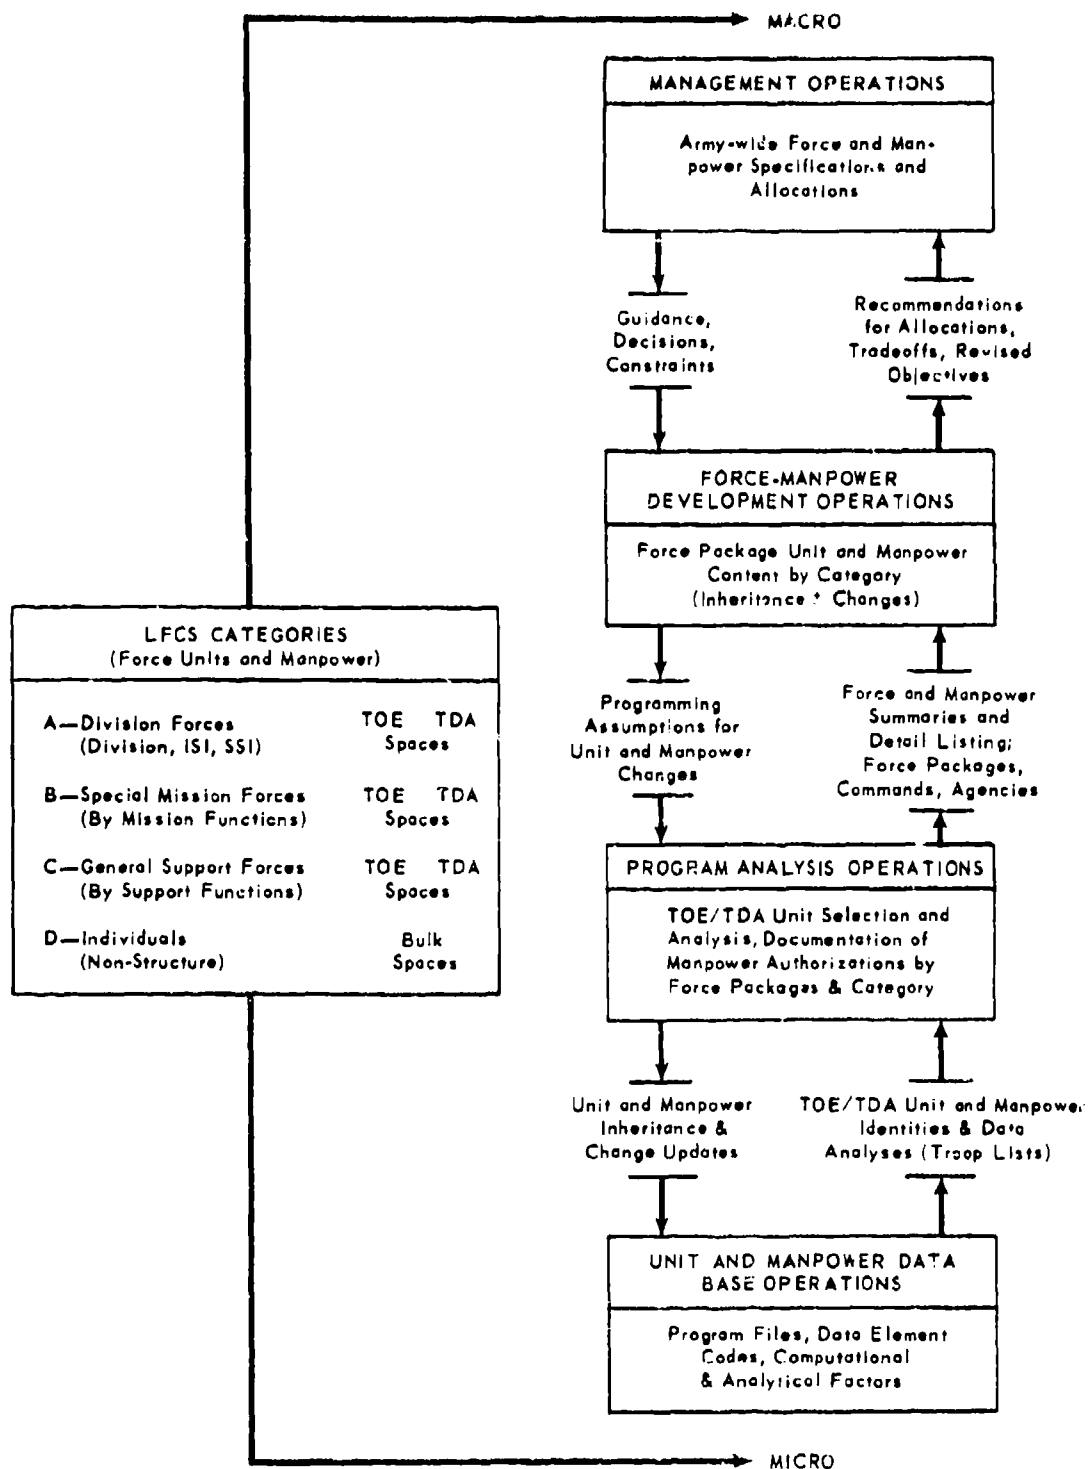 MACRO
MANAGEMENT OPERATIONS
Army-wide Force and Man-
power Specifications and
Allocations
Guidance,
Decisions,
Constraints
Recommendations
for Allocations,
Tradeoffs, Revised
Objectives
FORCE-MANPOWER
DEVELOPMENT OPERATIONS
Force Package Unit and Manpower
Content by Category
(Inheritance + Changes)
LFCS CATEGORIES
(Force Units and Manpower)
A—Division Forces TOE TDA
(Division, ISI, SSI) Spaces
B—Special Mission Forces TOE TDA
(By Mission Functions) Spaces
C—General Support Forces TOE TDA
(By Support Functions) Spaces
D—Individuals Bulk
(Non-Structure) Spaces
Programming
Assumptions for
Unit and Manpower
Changes
Force and Manpower
Summaries and
Detail Listing;
Force Packages,
Commands, Agencies
PROGRAM ANALYSIS OPERATIONS
TOE/TDA Unit Selection and
Analysis, Documentation of
Manpower Authorizations by
Force Packages & Category
Unit and Manpower
Inheritance &
Change Updates
TOE/TDA Unit and Manpower
Identities & Data
Analyses (Troop Lists)
UNIT AND MANPOWER DATA
BASE OPERATIONS
Program Files, Data Element
Codes, Computational
& Analytical Factors
MICRO